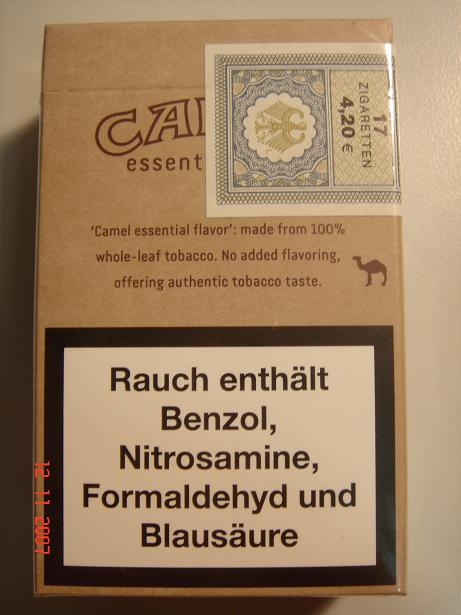 CA
essent
17
ZIGARETTEN
4,20 €
'Camel essential flavor': made from 100%
whole-leaf tobacco. No added flavoring,
offering authentic tobacco taste.
Rauch enthält
Benzol,
Nitrosamine,
Formaldehyd und
Blausäure
12 11 2007